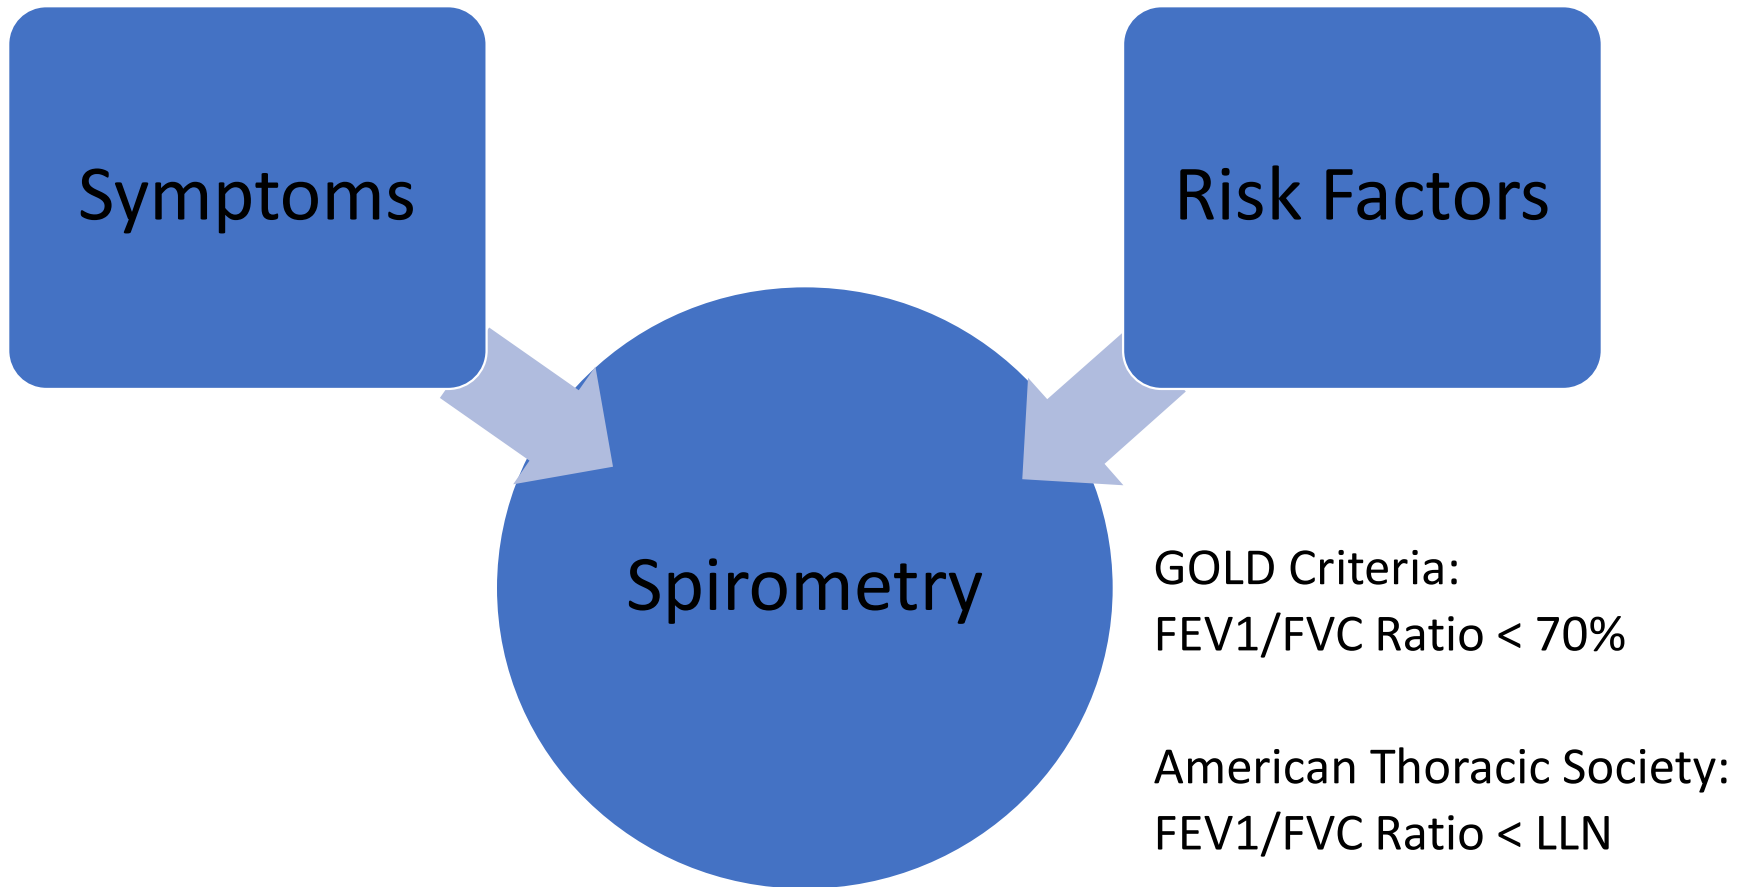 Symptoms
Risk Factors
Spirometry
GOLD Criteria:
FEV1/FVC Ratio < 70%
American Thoracic Society:
FEV1/FVC Ratio < LLN